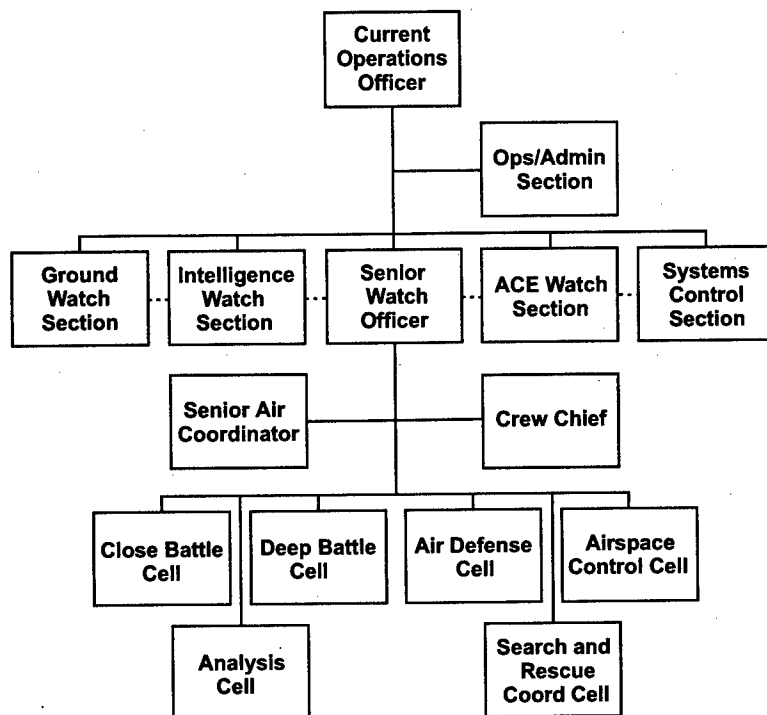 Current
Operations
Officer
Ops/Admin
Section
Ground
Watch
Section
Intelligence
Watch
Section
Senior
Watch
Officer
ACE Watch
Section
Systems
Control
Section
Senior Air
Coordinator
Crew Chief
Close Battle
Cell
Deep Battle
Cell
Air Defense
Cell
Airspace
Control Cell
Analysis
Cell
Search and
Rescue
Coord Cell